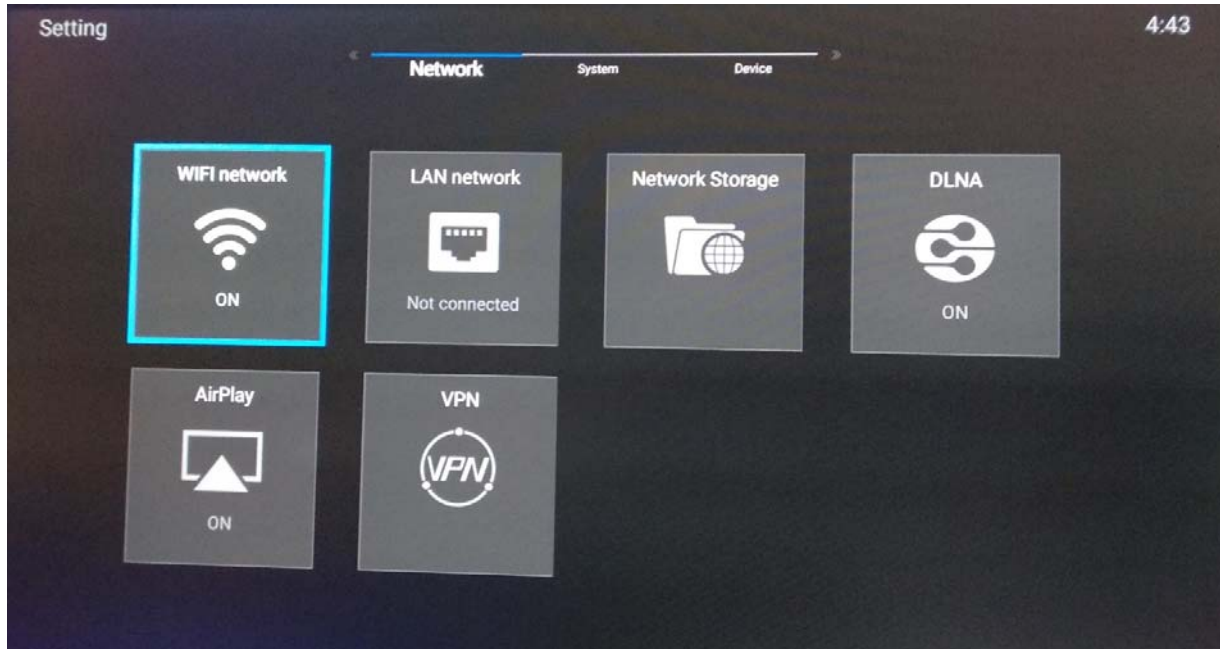 Setting
4:43
Network
System
Device
WIFI network
ON
LAN network
Not connected
Network Storage
DLNA
ON
AirPlay
ON
VPN
VPN